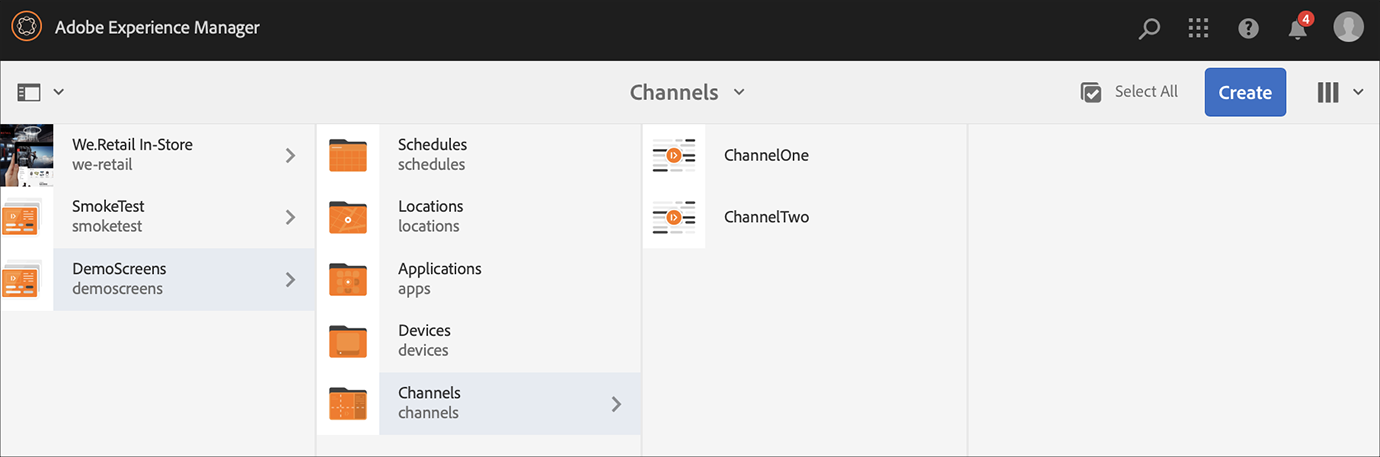 Adobe Experience Manager
4
Channels
Select All
Create
We.Retail In-Store
we-retail
SmokeTest
smoketest
DemoScreens
demoscreens
Schedules
schedules
Locations
locations
Applications
apps
Devices
devices
Channels
channels
ChannelOne
ChannelTwo